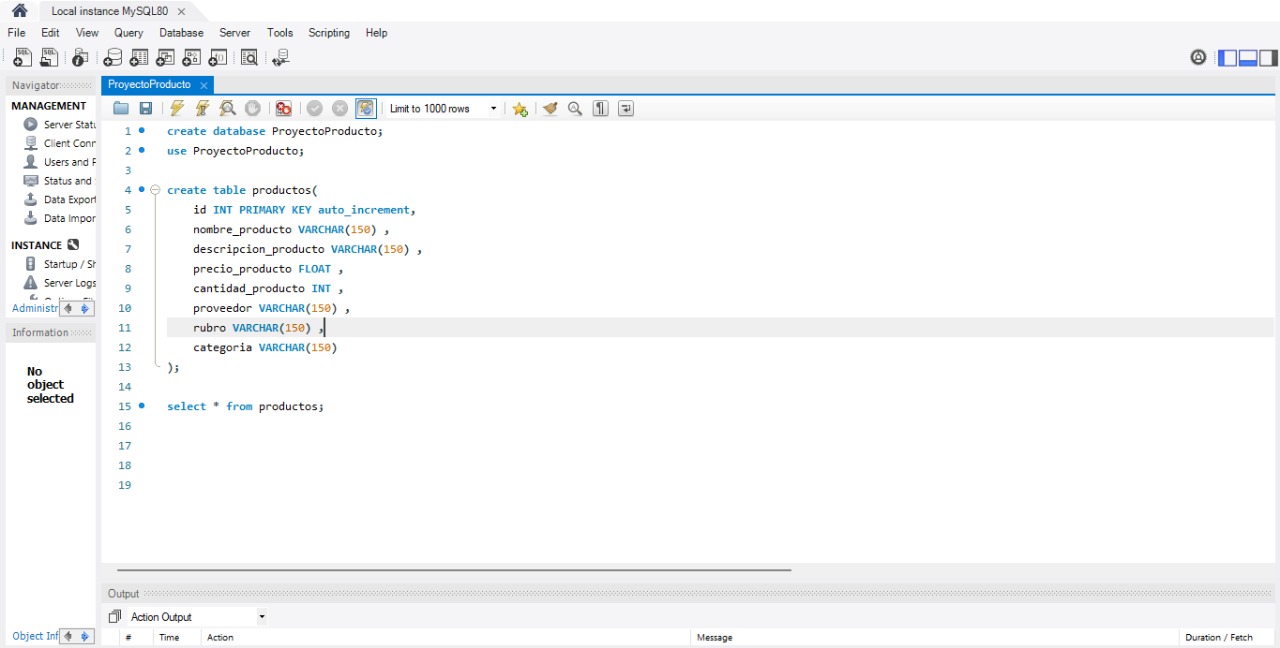 Local instance MySQL80 ×
File Edit View Query Database Server Tools Scripting Help
Navigator
MANAGEMENT
Server Statu
Client Conn
Users and P
Status and
Data Export
Data Impor
INSTANCE
Startup / Sh
Server Logs
Administr
Information
No
object
selected
Object Inf
ProyectoProducto ×
Limit to 1000 rows
1 create database ProyectoProducto;
2 use ProyectoProducto;
3
4 create table productos(
5 id INT PRIMARY KEY auto_increment,
6 nombre_producto VARCHAR(150) ,
7 descripcion_producto VARCHAR(150) ,
8 precio_producto FLOAT ,
9 cantidad_producto INT ,
10 proveedor VARCHAR(150) ,
11 rubro VARCHAR(150) ,
12 categoria VARCHAR(150)
13 );
14
15 select * from productos;
16
17
18
19
Output
Action Output
# Time Action Message Duration / Fetch